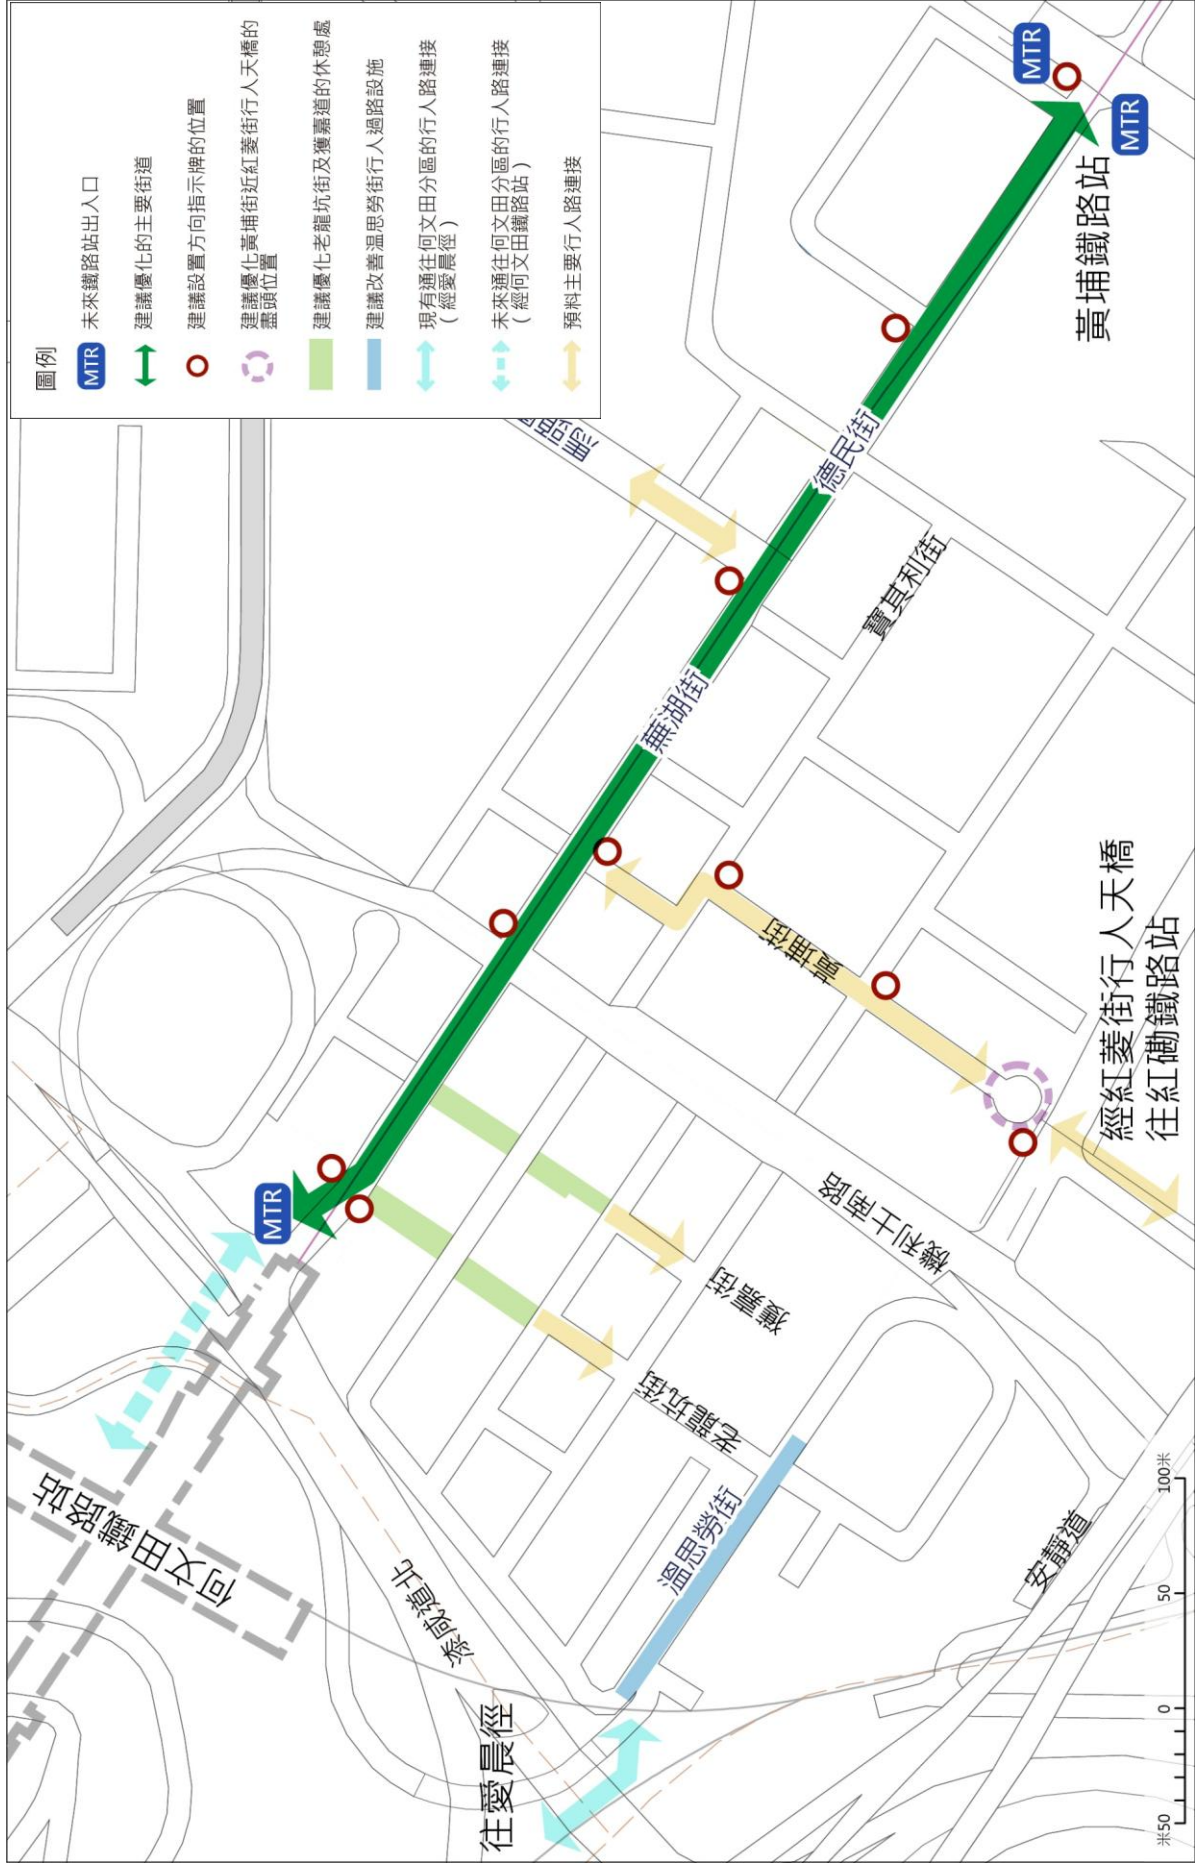 圖例
MTR 未來鐵路站出入口
建議優化的主要街道
建議設置方向指示牌的位置
建議優化黃埔街近紅菱街行人天橋的
盡頭位置
建議優化老龍坑街及獲嘉道的休憩處
建議改善溫思勞街行人過路設施
現有通往何文田分區的行人路連接
(經愛晨徑)
未來通往何文田分區的行人路連接
(經何文田鐵路站)
預料主要行人路連接
何文田鐵路站
MTR
漆咸道北
往愛晨徑
溫思勞街
老龍坑街
獲嘉街
機利士南路
安靜道
蕪湖街
馬頭
德民街
寶其利街
黃埔街
MTR
MTR
黃埔鐵路站
經紅菱街行人天橋
往紅磡鐵路站
米50 0 50 100米